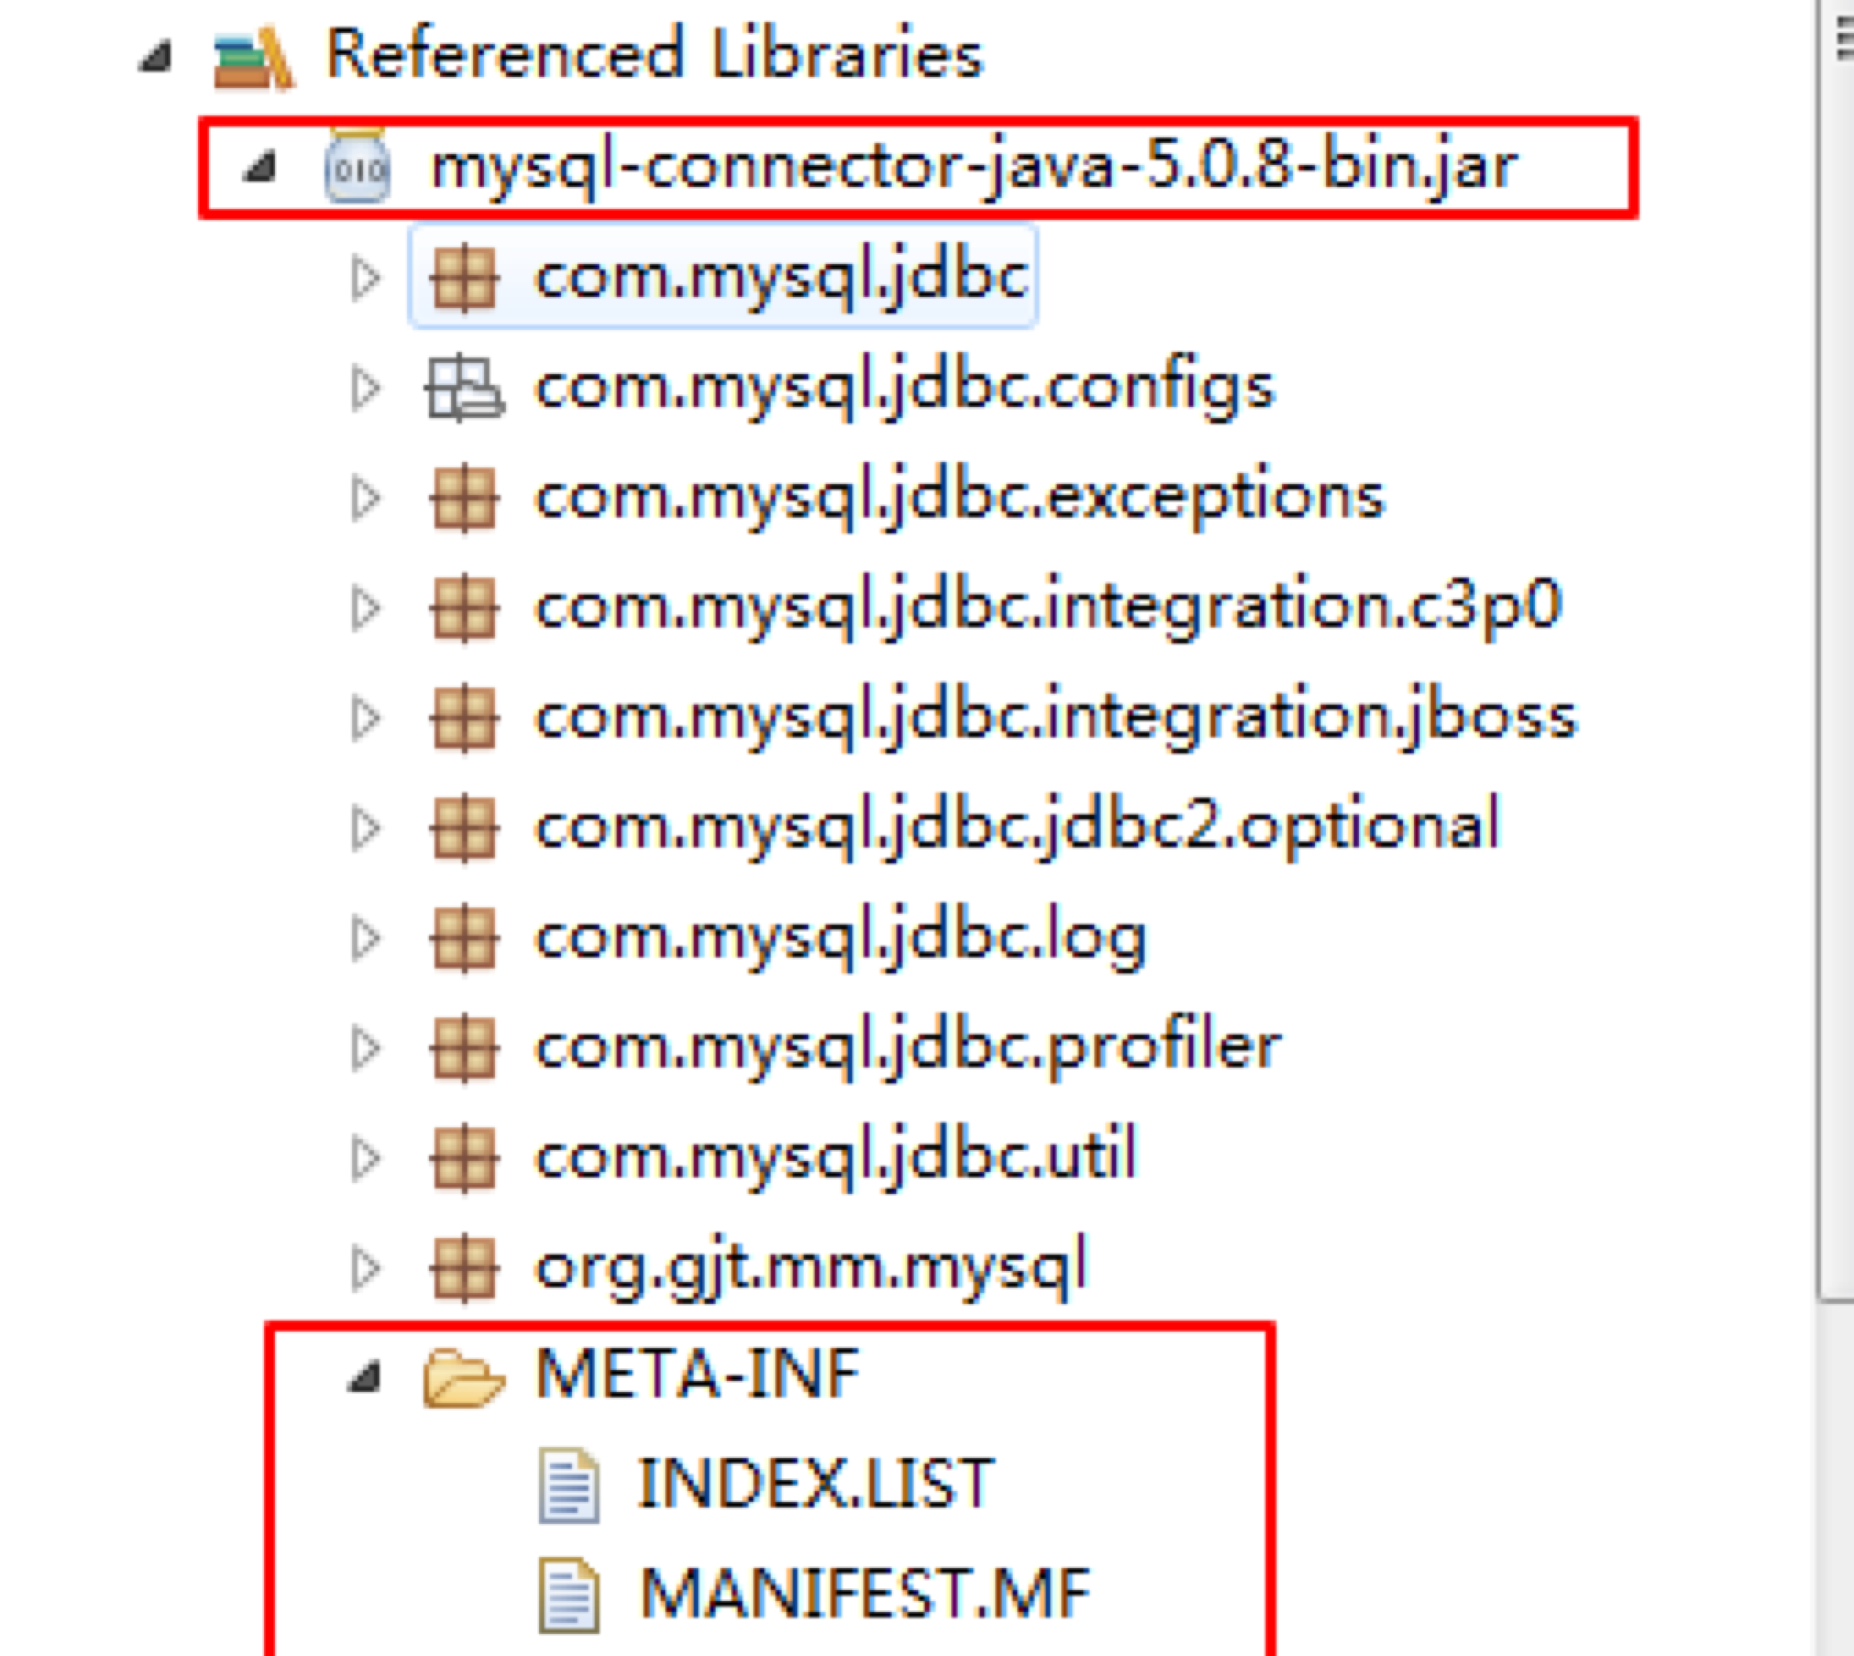 Referenced Libraries
mysql-connector-java-5.0.8-bin.jar
com.mysql.jdbc
com.mysql.jdbc.configs
com.mysql.jdbc.exceptions
com.mysql.jdbc.integration.c3p0
com.mysql.jdbc.integration.jboss
com.mysql.jdbc.jdbc2.optional
com.mysql.jdbc.log
com.mysql.jdbc.profiler
com.mysql.jdbc.util
org.gjt.mm.mysql
META-INF
INDEX.LIST
MANIFEST.MF